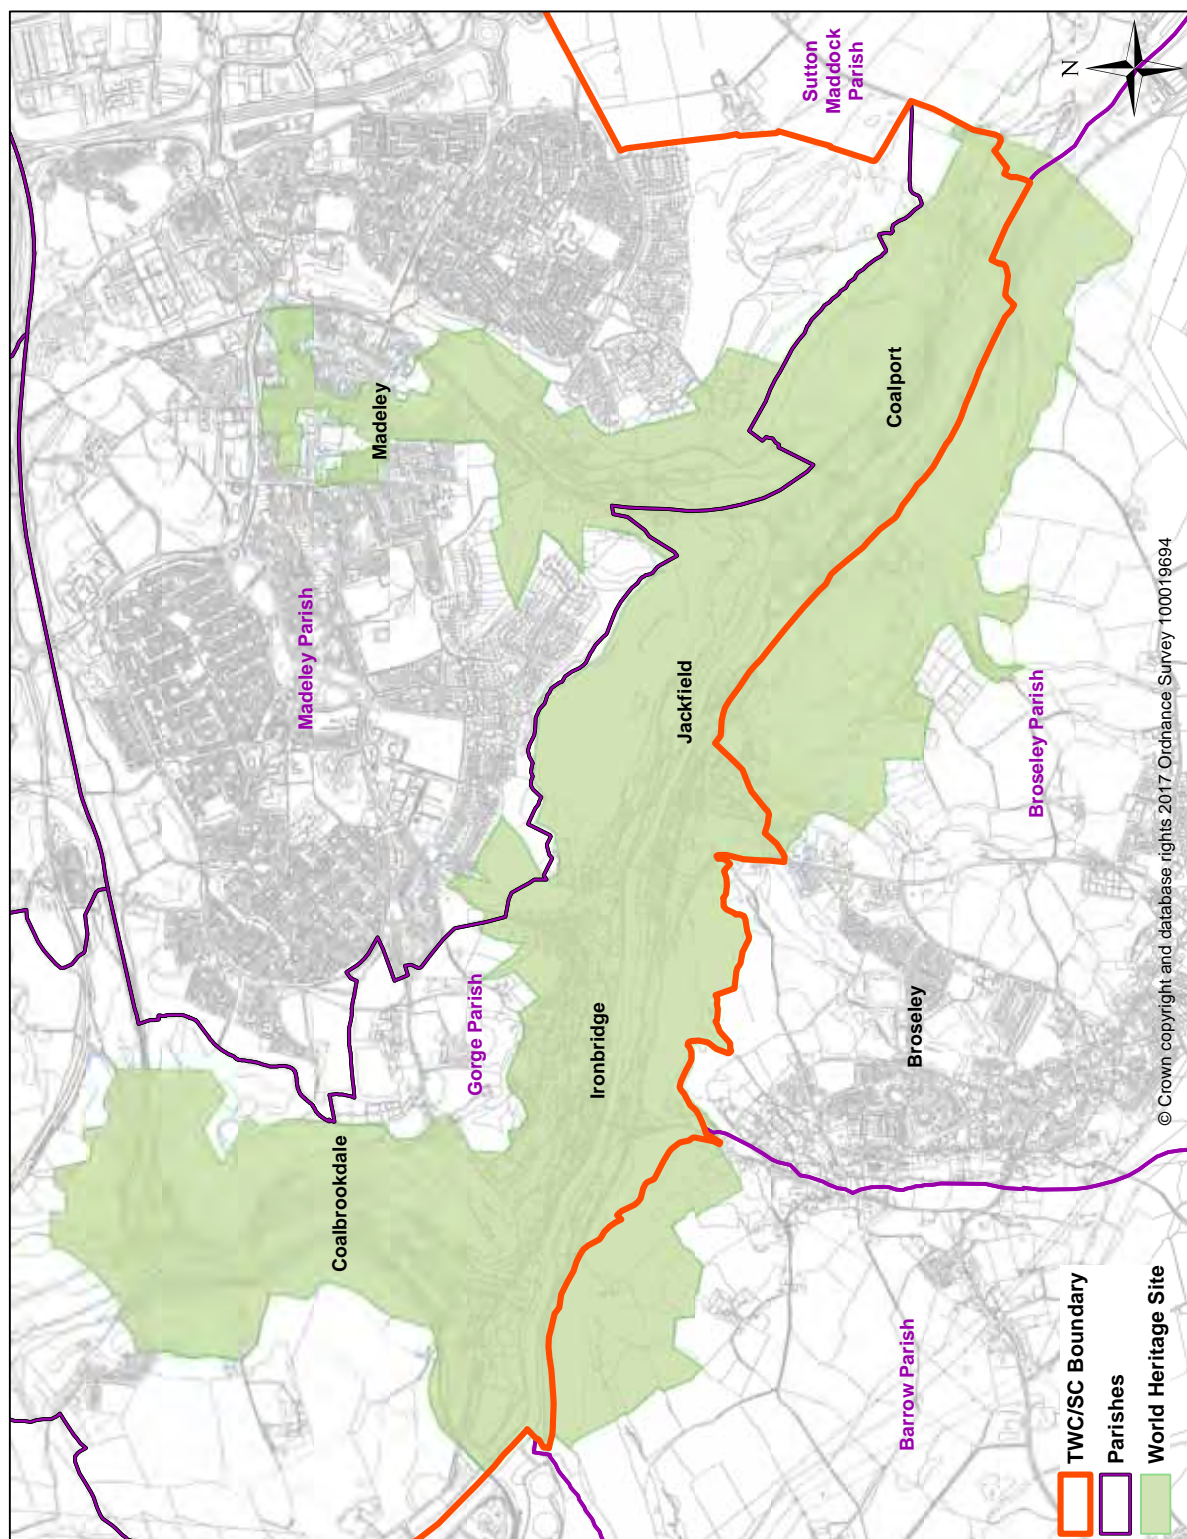 Sutton
Maddock
Parish
N
Madeley
Madeley Parish
Coalport
Jackfield
Gorge Parish
Ironbridge
Coalbrookdale
Broseley Parish
Broseley
Barrow Parish
TWC/SC Boundary
Parishes
World Heritage Site
© Crown copyright and database rights 2017 Ordnance Survey 100019694